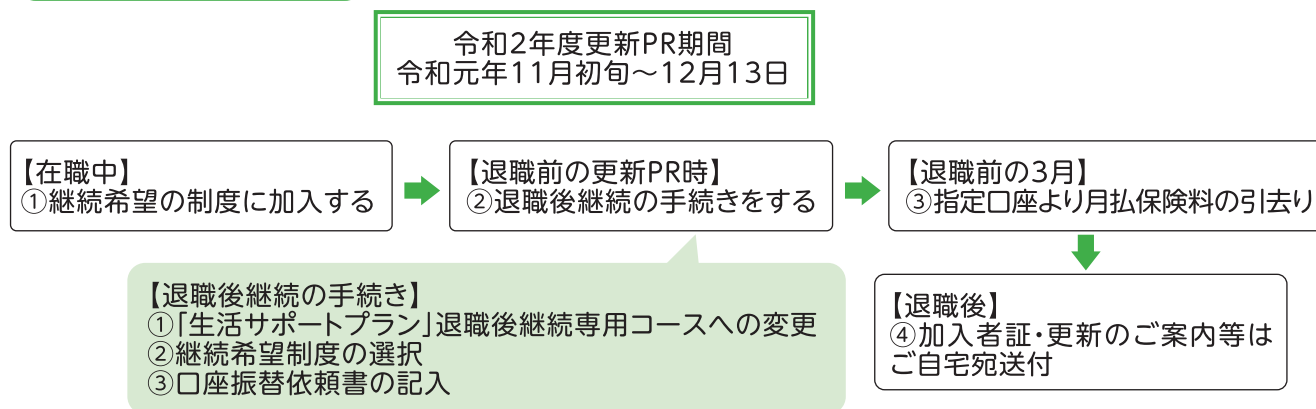 令和2年度更新PR期間
令和元年11月初旬～12月13日
【在職中】
①継続希望の制度に加入する
【退職前の更新PR時】
②退職後継続の手続きをする
【退職前の3月】
③指定口座より月払保険料の引去り
【退職後継続の手続き】
①「生活サポートプラン」退職後継続専用コースへの変更
②継続希望制度の選択
③口座振替依頼書の記入
【退職後】
④加入者証・更新のご案内等は
ご自宅宛送付